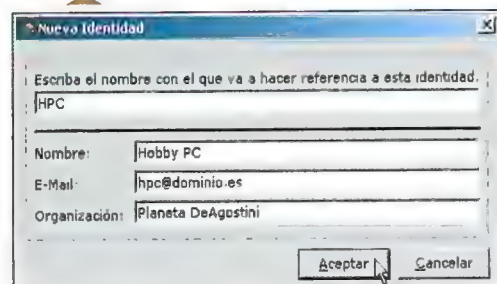 Nueva Identidad
Escriba el nombre con el que va a hacer referencia a esta identidad.
HPC
Nombre: Hobby PC
E-Mail: hpc@dominio.es
Organización: Planeta DeAgostini
Aceptar Cancelar